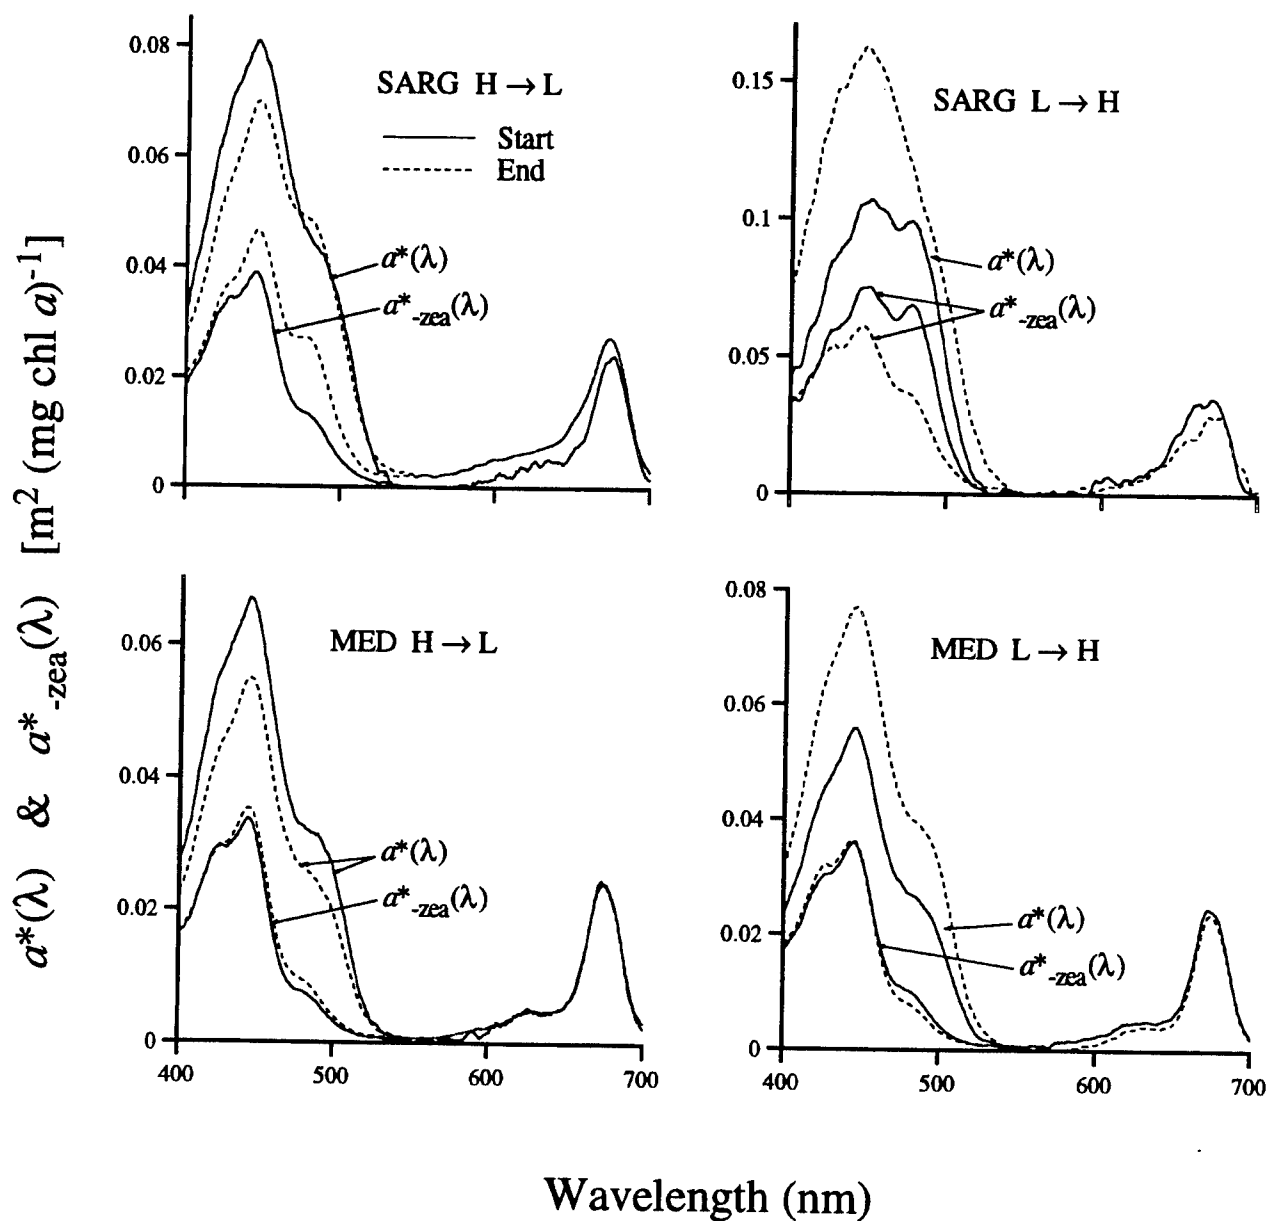 a*(λ) & a*-zea(λ) [m2 (mg chl a)-1]
0.08
0.06
0.04
0.02
0
SARG H → L
Start
End
a*(λ)
a*-zea(λ)
0.15
0.1
0.05
0
SARG L → H
a*(λ)
a*-zea(λ)
0.06
0.04
0.02
0
MED H → L
a*(λ)
a*-zea(λ)
400 500 600 700
0.08
0.06
0.04
0.02
0
MED L → H
a*(λ)
a*-zea(λ)
400 500 600 700
Wavelength (nm)